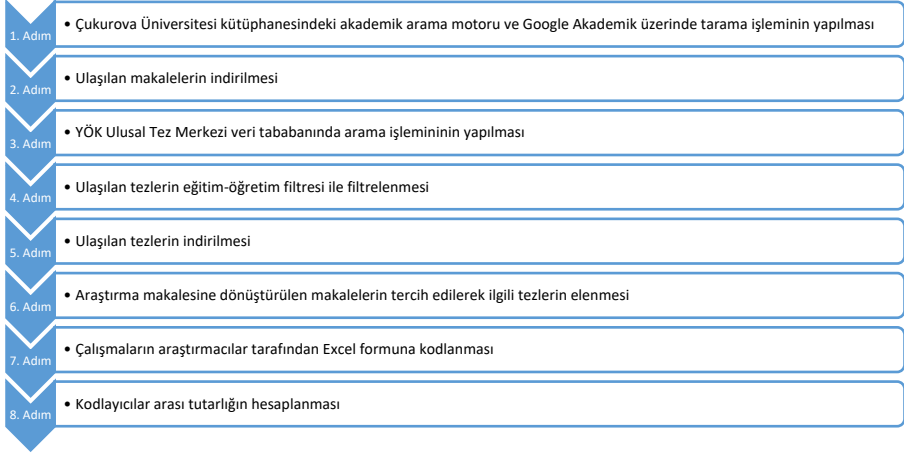 1. Adım
• Çukurova Üniversitesi kütüphanesindeki akademik arama motoru ve Google Akademik üzerinde tarama işleminin yapılması
2. Adım
• Ulaşılan makalelerin indirilmesi
3. Adım
• YÖK Ulusal Tez Merkezi veri tababanında arama işlemininin yapılması
4. Adım
• Ulaşılan tezlerin eğitim-öğretim filtresi ile filtrelenmesi
5. Adım
• Ulaşılan tezlerin indirilmesi
6. Adım
• Araştırma makalesine dönüştürülen makalelerin tercih edilerek ilgili tezlerin elenmesi
7. Adım
• Çalışmaların araştırmacılar tarafından Excel formuna kodlanması
8. Adım
• Kodlayıcılar arası tutarlığın hesaplanması